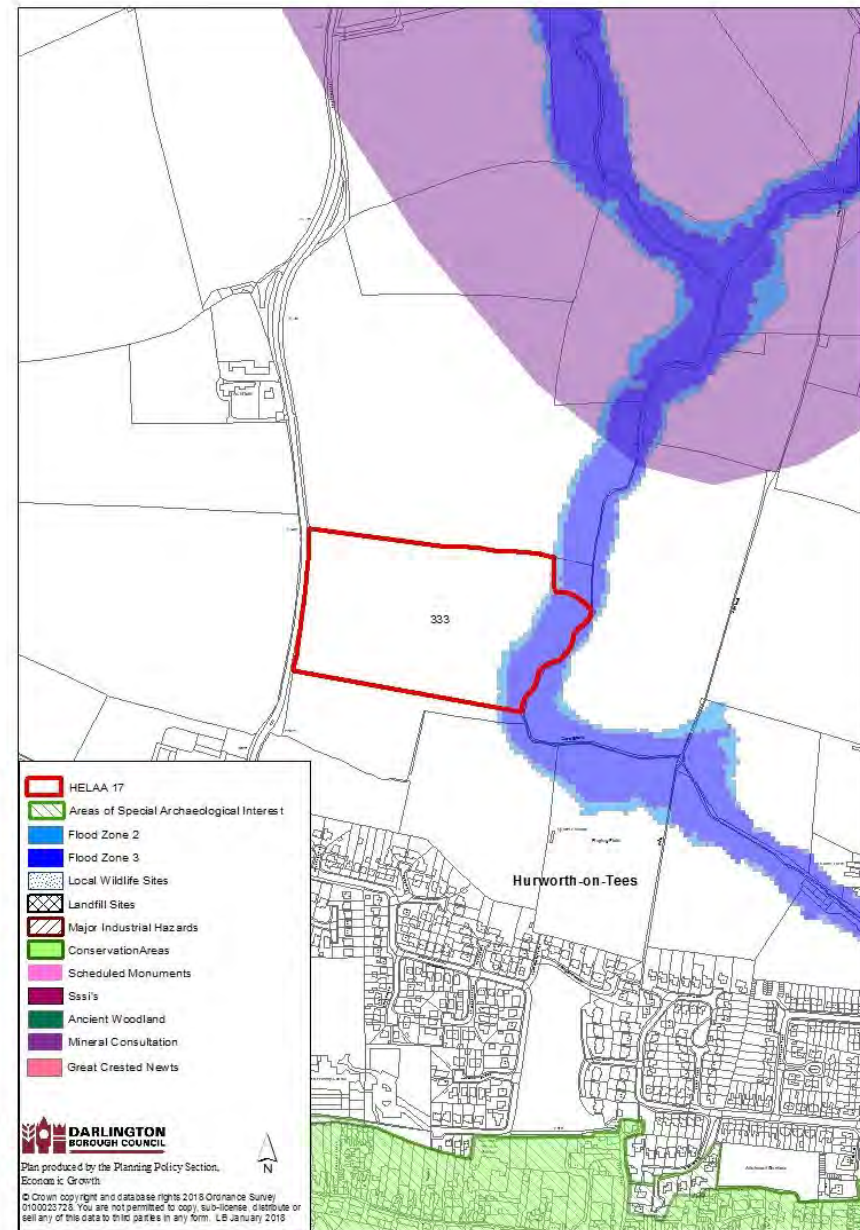 333
Hurworth-on-Tees
HELAA 17
Areas of Special Archaeological Interest
Flood Zone 2
Flood Zone 3
Local Wildlife Sites
Landfill Sites
Major Industrial Hazards
ConservationAreas
Scheduled Monuments
Sssi's
Ancient Woodland
Mineral Consultation
Great Crested Newts
DARLINGTON
BOROUGH COUNCIL
Plan produced by the Planning Policy Section,
Economic Growth
N
© Crown copyright and database rights 2018 Ordnance Survey
0100023728. You are not permitted to copy, sub-license, distribute or
sell any of this data to third parties in any form. LB January 2018